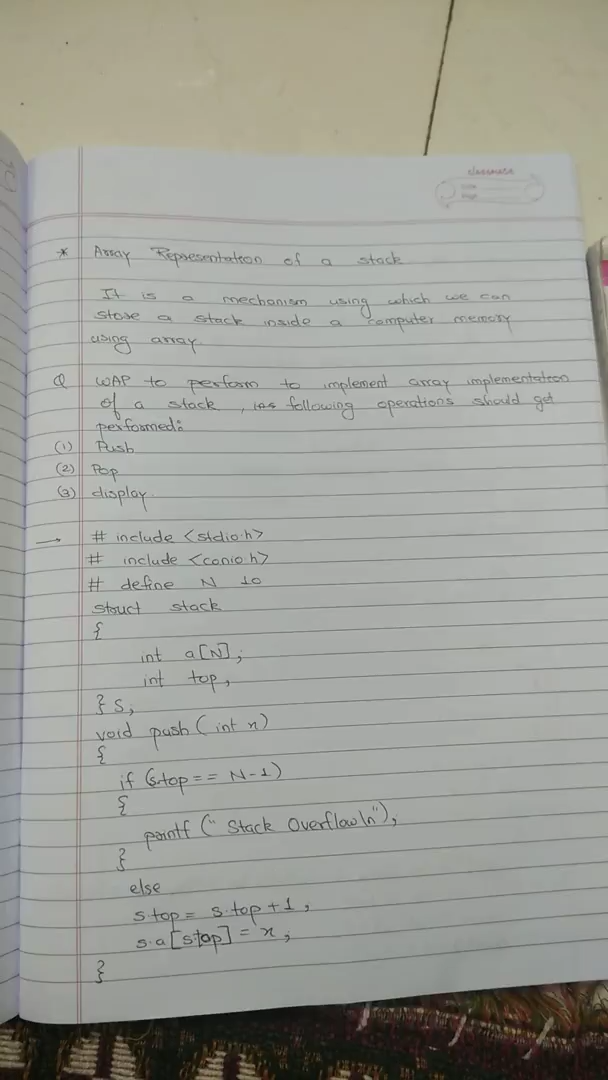 classmate
* Array Representation of a stack
It is a mechanism using which we can
store a stack inside a computer memory
using array.
Q WAP to perform to implement array implementation
of a stack, following operations should get
performed:
(1) Push
(2) Pop
(3) display.
→ # include <stdio.h>
# include <conio.h>
# define N 10
struct stack
{
int a[N];
int top;
} s;
void push (int x)
{
if (s.top == N-1)
{
printf (" Stack Overflow\n");
}
else
s.top = s.top + 1;
s.a[s.top] = x;
}